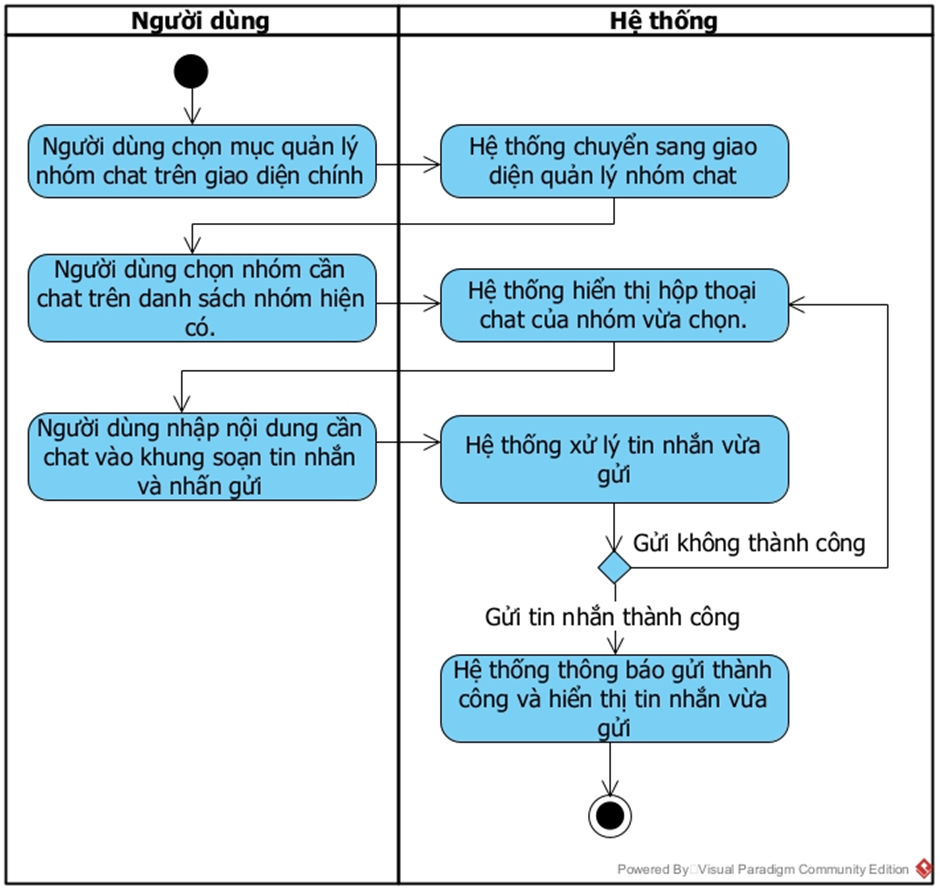 Người dùng
Hệ thống
Người dùng chọn mục quản lý
nhóm chat trên giao diện chính
Hệ thống chuyển sang giao
diện quản lý nhóm chat
Người dùng chọn nhóm cần
chat trên danh sách nhóm hiện
có.
Hệ thống hiển thị hộp thoại
chat của nhóm vừa chọn.
Người dùng nhập nội dung cần
chat vào khung soạn tin nhắn
và nhấn gửi
Hệ thống xử lý tin nhắn vừa
gửi
Gửi không thành công
Gửi tin nhắn thành công
Hệ thống thông báo gửi thành
công và hiển thị tin nhắn vừa
gửi
Powered By Visual Paradigm Community Edition